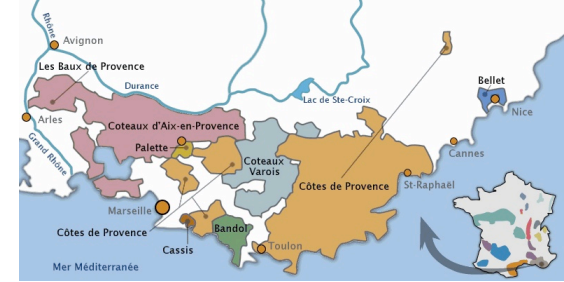 Rhône
Avignon
Les Baux de Provence
Durance
Bellet
Lac de Ste-Croix
Nice
Arles
Coteaux d'Aix-en-Provence
Grand Rhône
Palette
Cannes
Coteaux
Varois
Côtes de Provence
St-Raphaël
Marseille
Côtes de Provence
Bandol
Cassis
Toulon
Mer Méditerranée